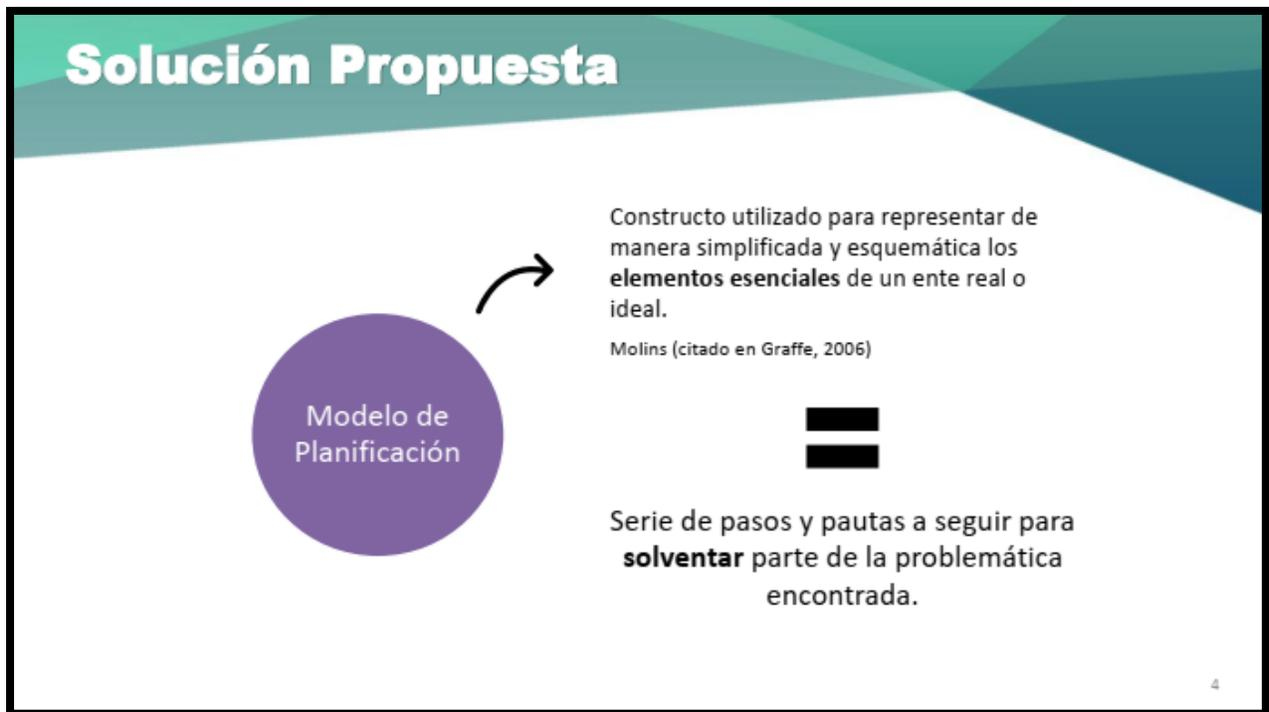 Solución Propuesta
Constructo utilizado para representar de
manera simplificada y esquemática los
elementos esenciales de un ente real o
ideal.
Molins (citado en Graffe, 2006)
Modelo de
Planificación
Serie de pasos y pautas a seguir para
solventar parte de la problemática
encontrada.
4